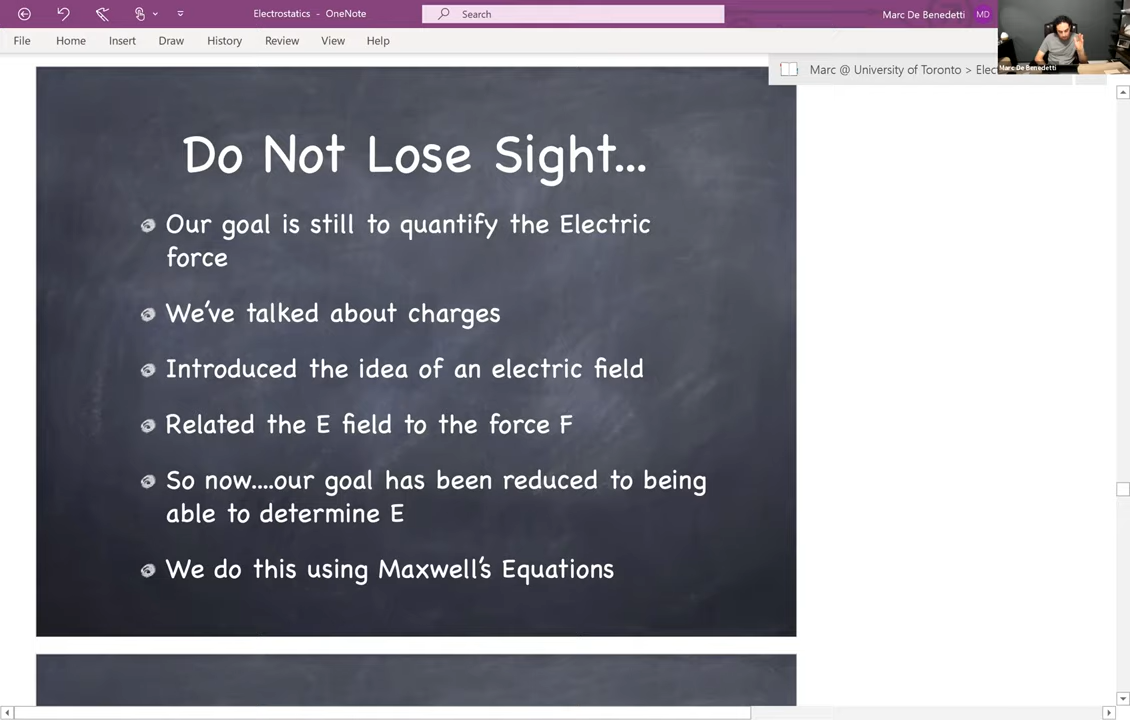 Electrostatics - OneNote
Search
Marc De Benedetti
MD
File Home Insert Draw History Review View Help
Marc De Benedetti
Marc @ University of Toronto > Elec
Do Not Lose Sight...
Our goal is still to quantify the Electric
force
We've talked about charges
Introduced the idea of an electric field
Related the E field to the force F
So now....our goal has been reduced to being
able to determine E
We do this using Maxwell's Equations